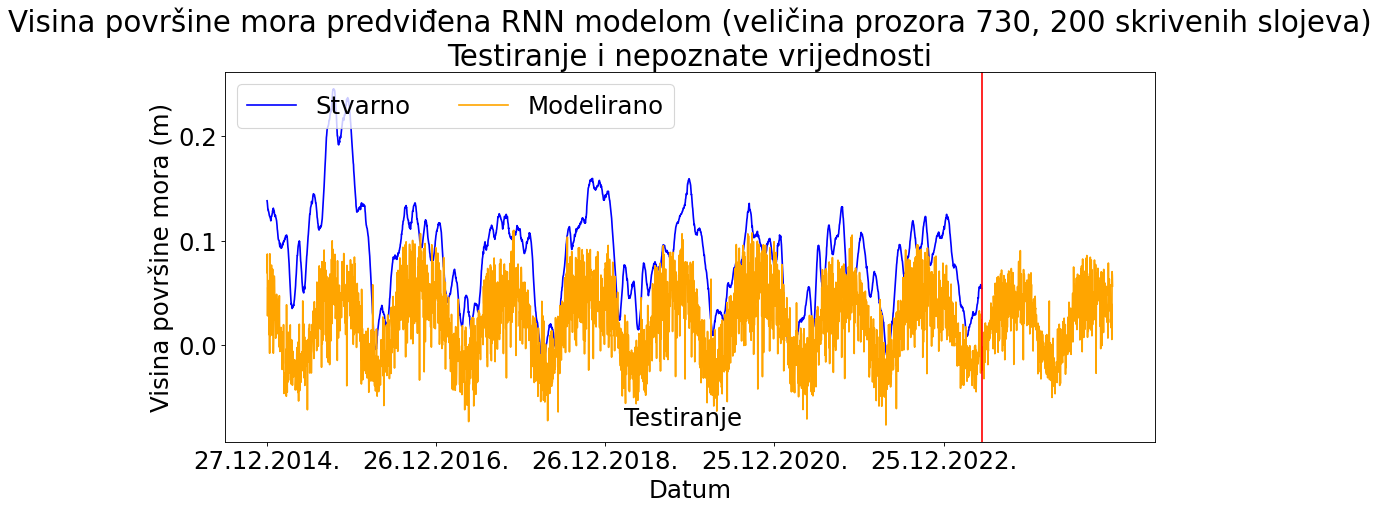 Visina površine mora predviđena RNN modelom (veličina prozora 730, 200 skrivenih slojeva)
Testiranje i nepoznate vrijednosti
Stvarno
Modelirano
Visina površine mora (m)
0.2
0.1
0.0
Testiranje
27.12.2014.
26.12.2016.
26.12.2018.
25.12.2020.
25.12.2022.
Datum